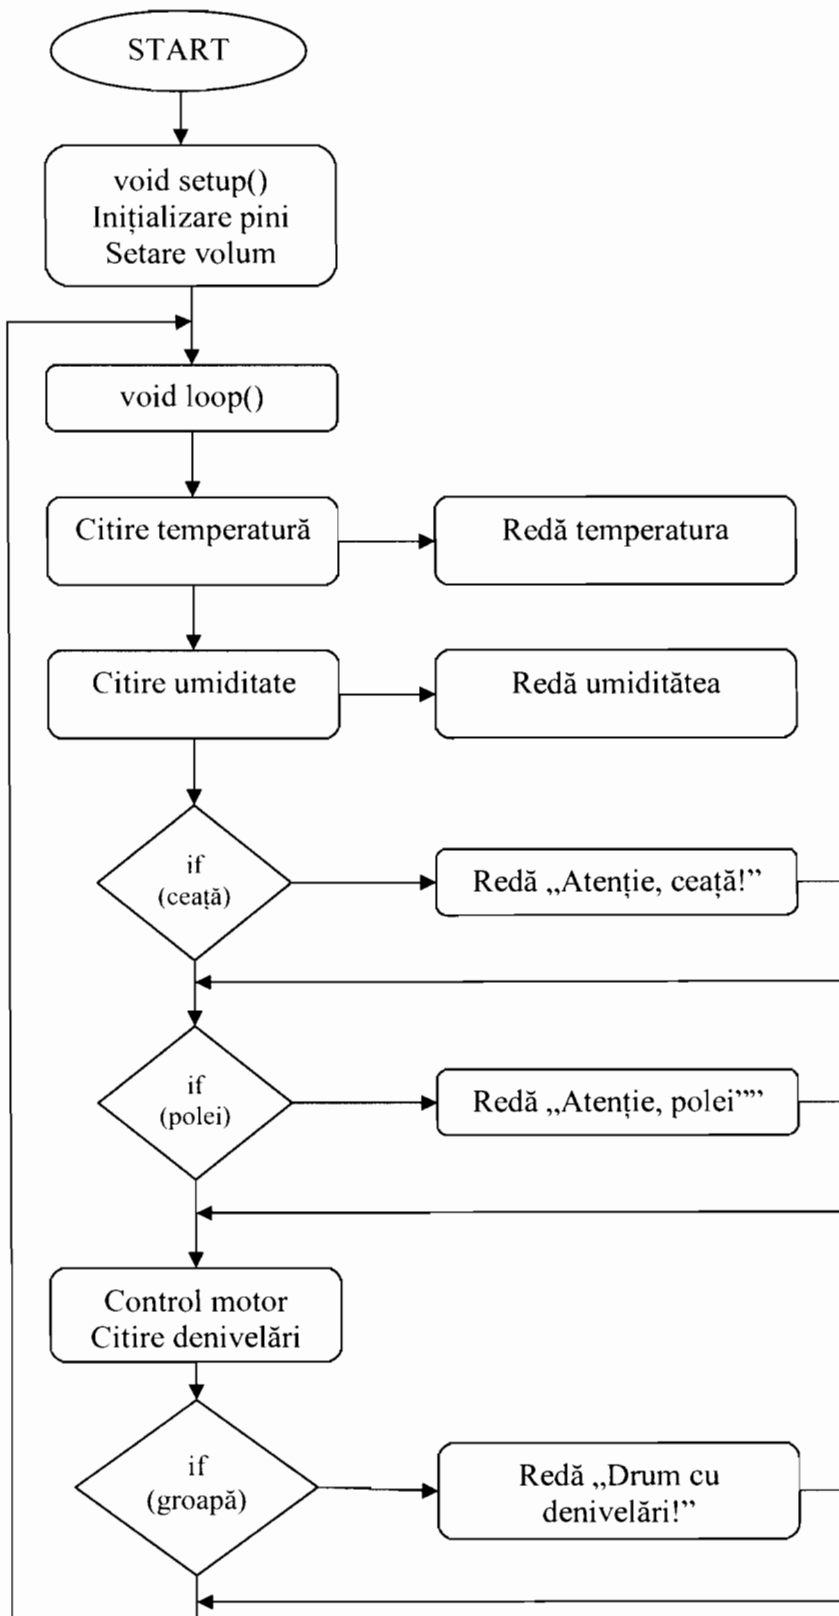 START
void setup()
Inițializare pini
Setare volum
void loop()
Citire temperatură
Redă temperatura
Citire umiditate
Redă umiditătea
if
(ceață)
Redă „Atenție, ceață!”
if
(polei)
Redă „Atenție, polei””
Control motor
Citire denivelări
if
(groapă)
Redă „Drum cu
denivelări!”